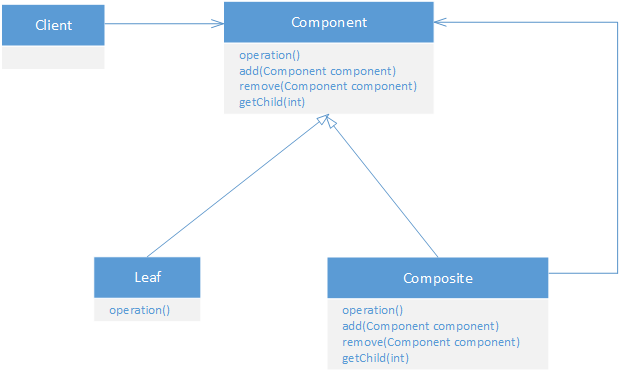 Client
Component
operation()
add(Component component)
remove(Component component)
getChild(int)
Leaf
operation()
Composite
operation()
add(Component component)
remove(Component component)
getChild(int)